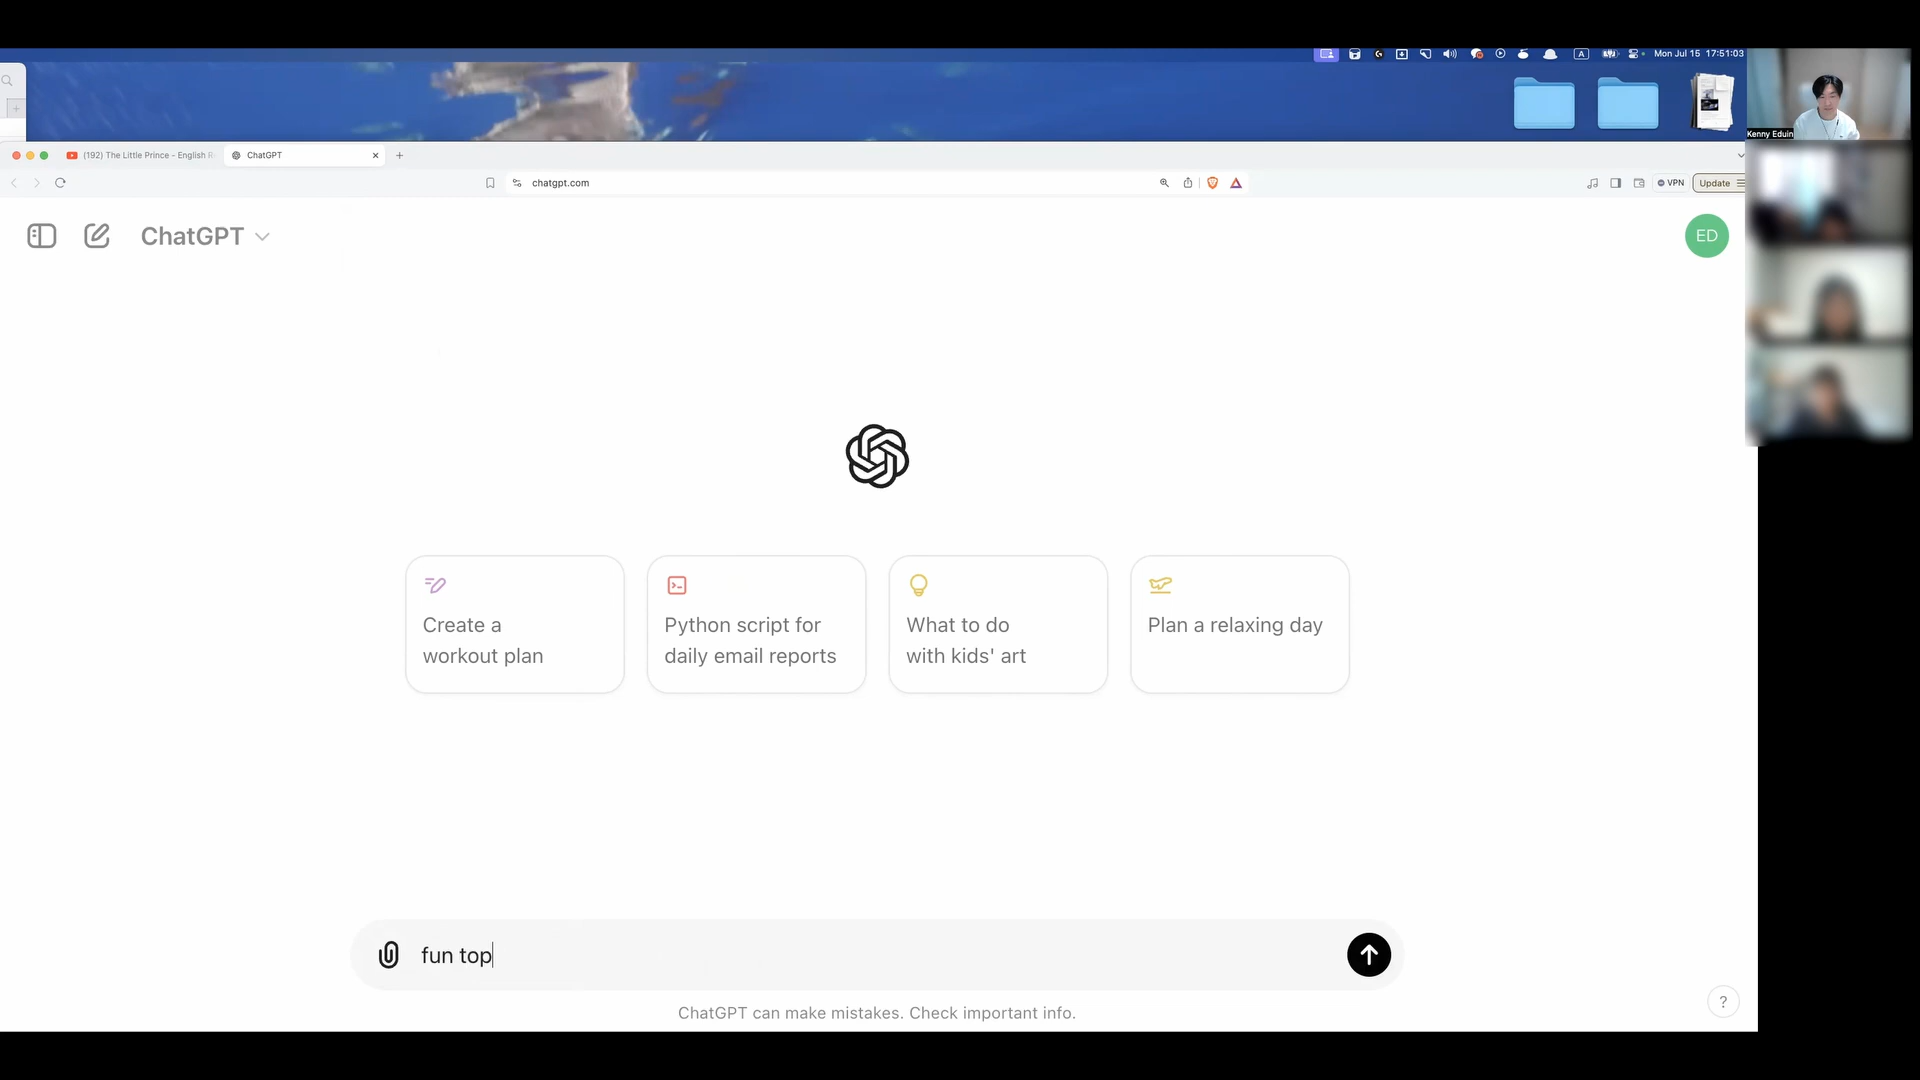 Mon Jul 15 17:51:03
Kenny Eduin
(192) The Little Prince - English R
ChatGPT
chatgpt.com
VPN
Update
ChatGPT
ED
Create a
workout plan
Python script for
daily email reports
What to do
with kids' art
Plan a relaxing day
fun top
ChatGPT can make mistakes. Check important info.
?